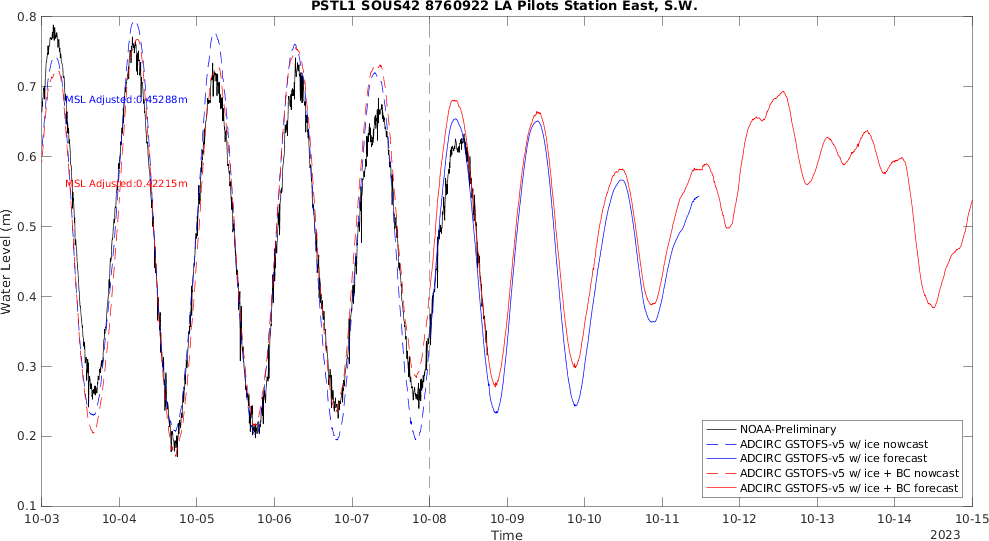 PSTL1 SOUS42 8760922 LA Pilots Station East, S.W.
0.8
0.7
MSL Adjusted:0.45288m
0.6
MSL Adjusted:0.42215m
0.5
Water Level (m)
0.4
0.3
0.2
0.1
NOAA-Preliminary
ADCIRC GSTOFS-v5 w/ ice nowcast
ADCIRC GSTOFS-v5 w/ ice forecast
ADCIRC GSTOFS-v5 w/ ice + BC nowcast
ADCIRC GSTOFS-v5 w/ ice + BC forecast
10-03 10-04 10-05 10-06 10-07 10-08 10-09 10-10 10-11 10-12 10-13 10-14 10-15
Time
2023